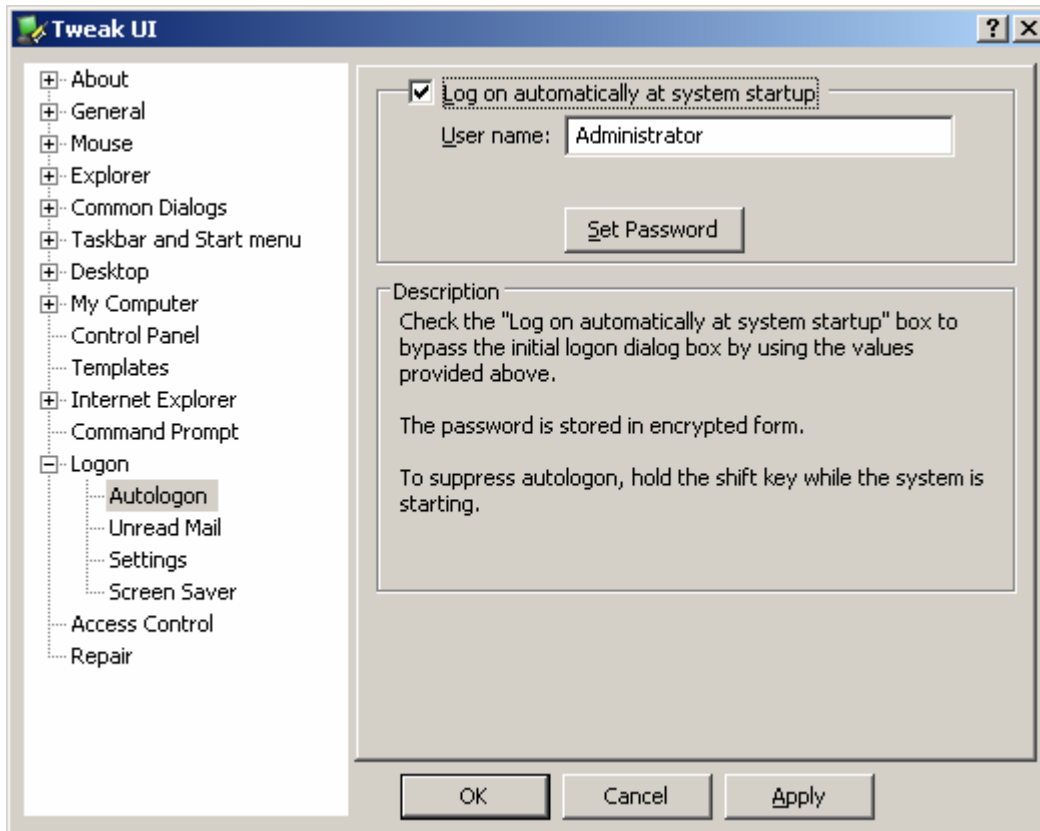 Tweak UI
About
General
Mouse
Explorer
Common Dialogs
Taskbar and Start menu
Desktop
My Computer
Control Panel
Templates
Internet Explorer
Command Prompt
Logon
Autologon
Unread Mail
Settings
Screen Saver
Access Control
Repair
Log on automatically at system startup
User name: Administrator
Set Password
Description
Check the "Log on automatically at system startup" box to
bypass the initial logon dialog box by using the values
provided above.
The password is stored in encrypted form.
To suppress autologon, hold the shift key while the system is
starting.
OK Cancel Apply